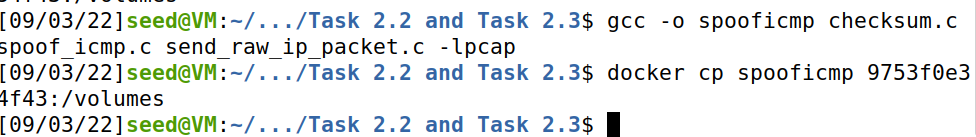 4f43:/volumes
[09/03/22]seed@VM:~/.../Task 2.2 and Task 2.3$ gcc -o spooficmp checksum.c
spoof_icmp.c send_raw_ip_packet.c -lpcap
[09/03/22]seed@VM:~/.../Task 2.2 and Task 2.3$ docker cp spooficmp 9753f0e3
4f43:/volumes
[09/03/22]seed@VM:~/.../Task 2.2 and Task 2.3$